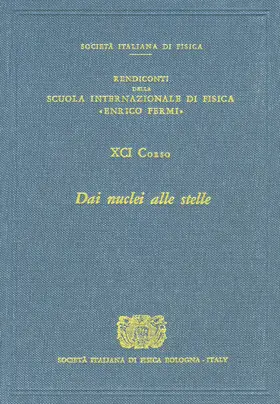 SOCIETÀ ITALIANA DI FISICA
RENDICONTI
DELLA
SCUOLA INTERNAZIONALE DI FISICA
«ENRICO FERMI»
XCI Corso
Dai nuclei alle stelle
SOCIETÀ ITALIANA DI FISICA BOLOGNA - ITALY